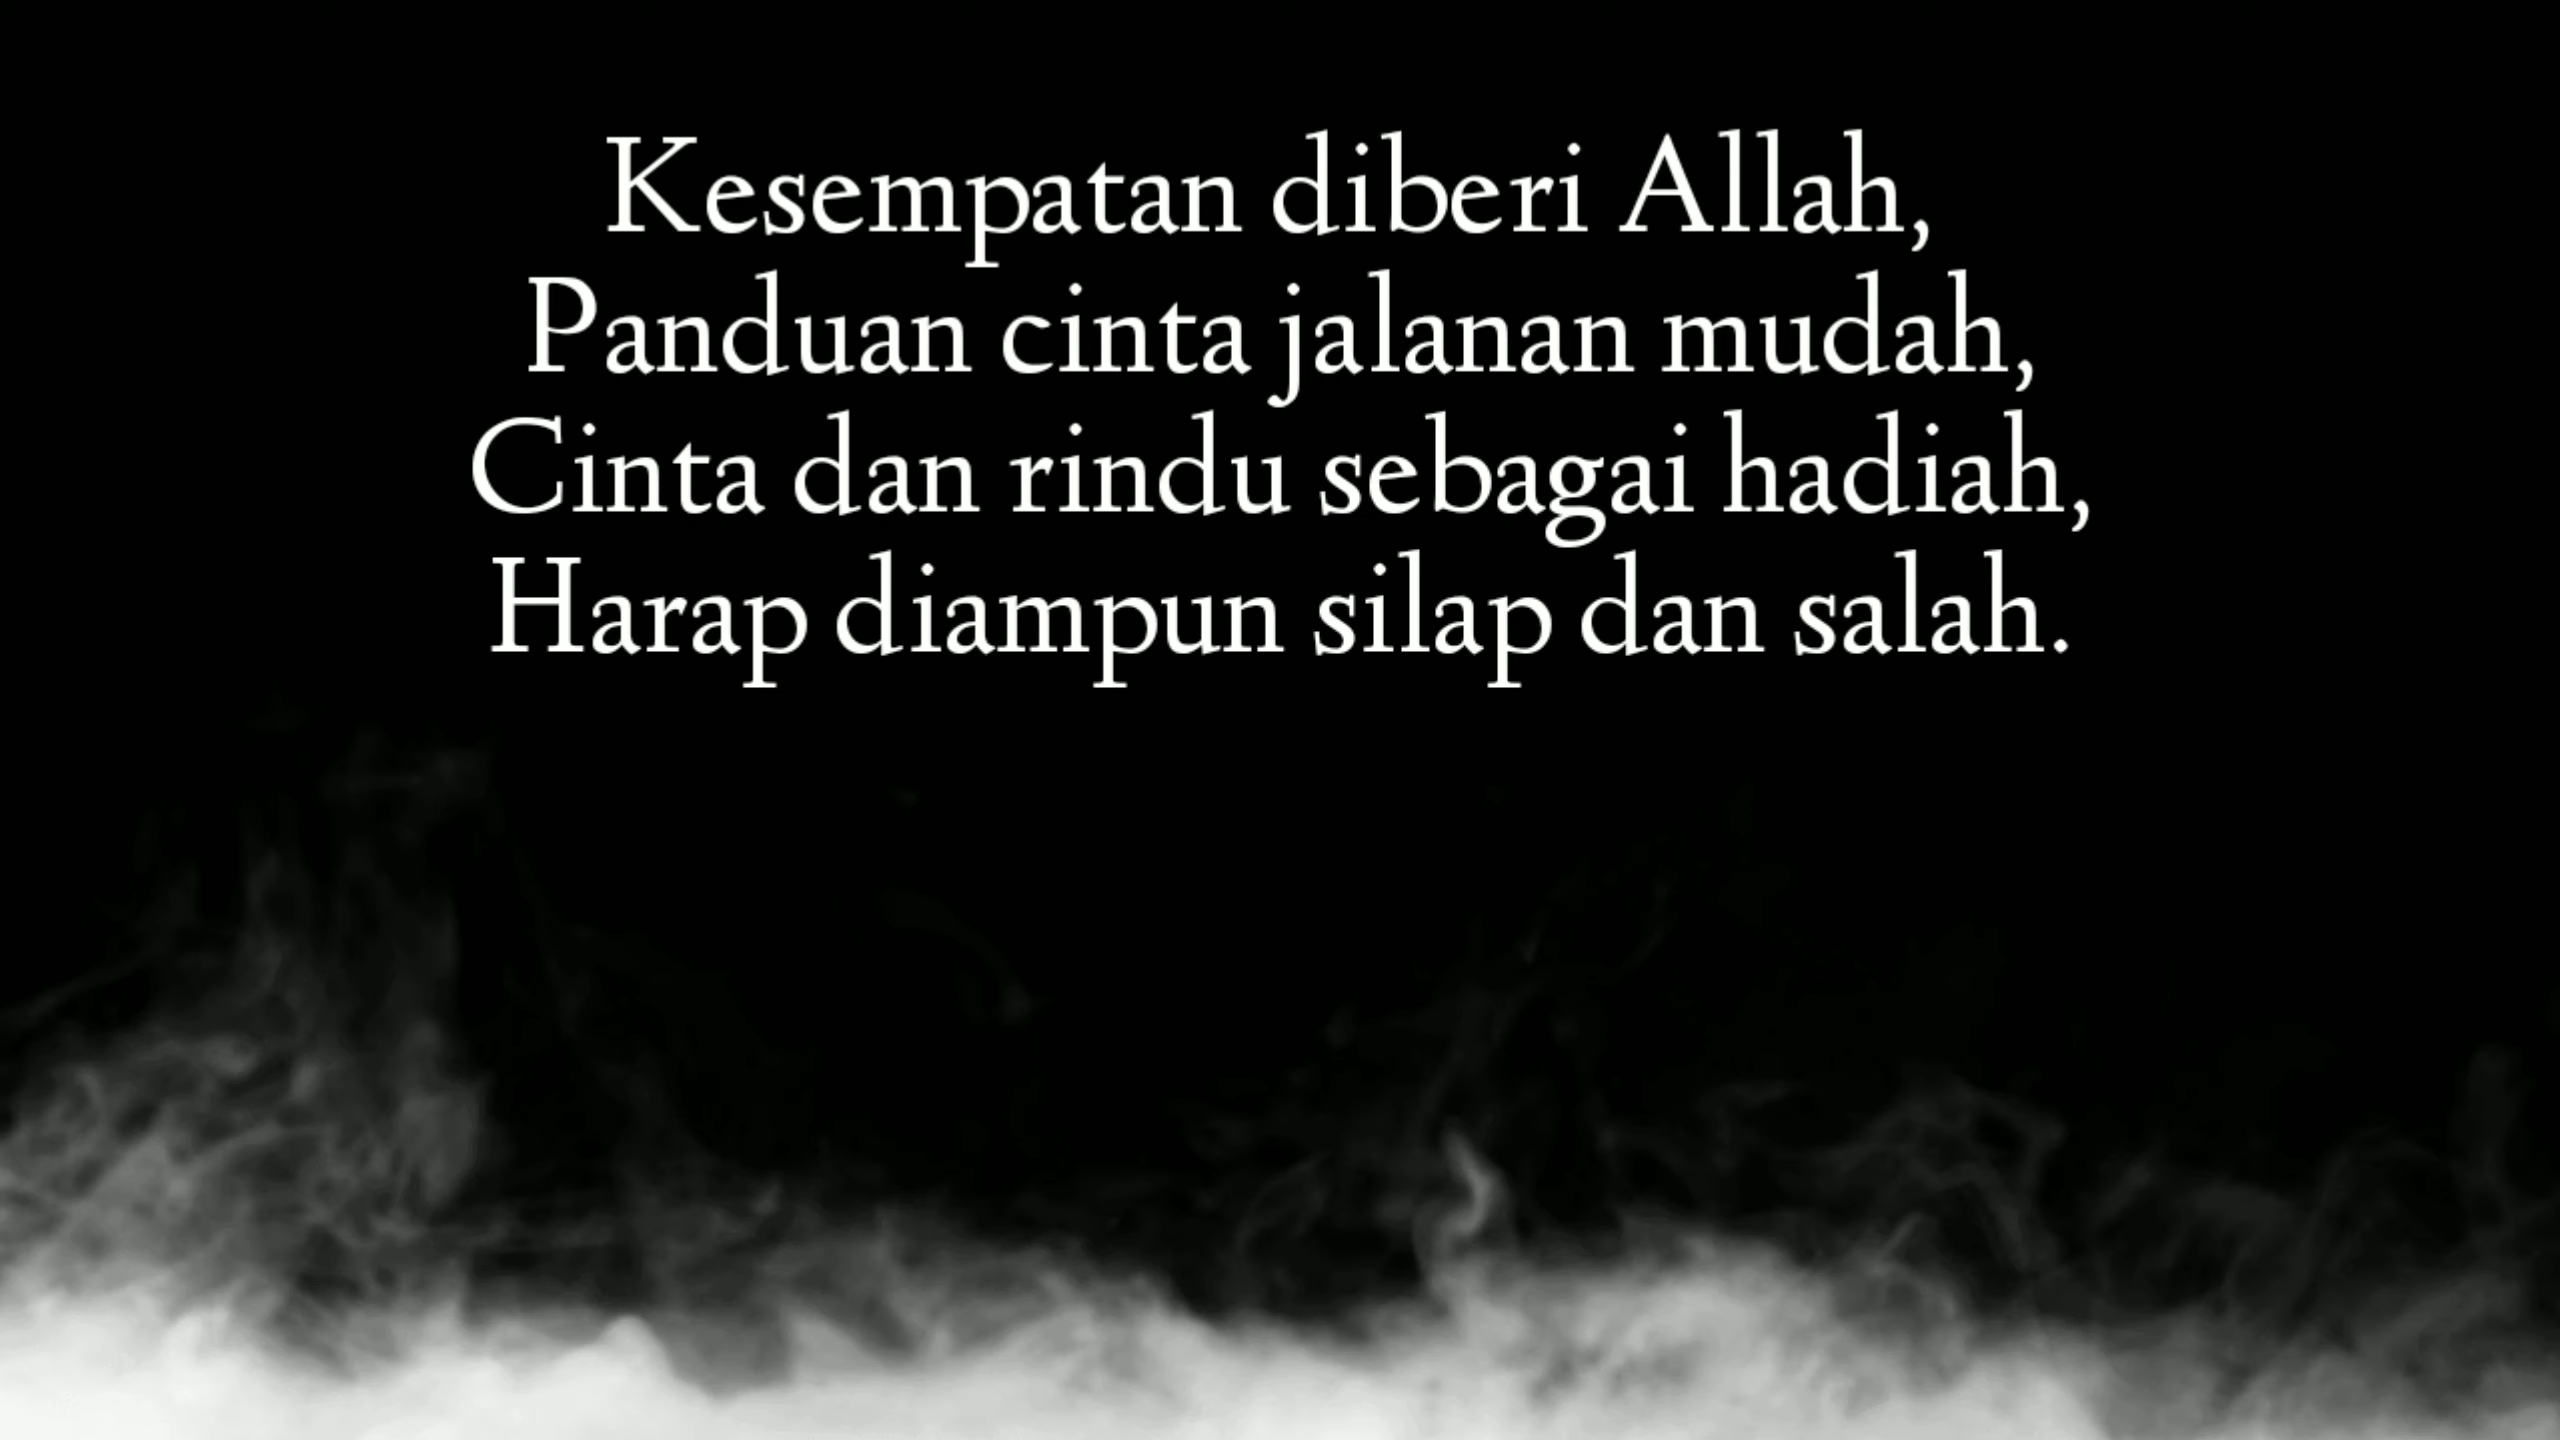 Kesempatan diberi Allah,
Panduan cinta jalanan mudah,
Cinta dan rindu sebagai hadiah,
Harap diampun silap dan salah.